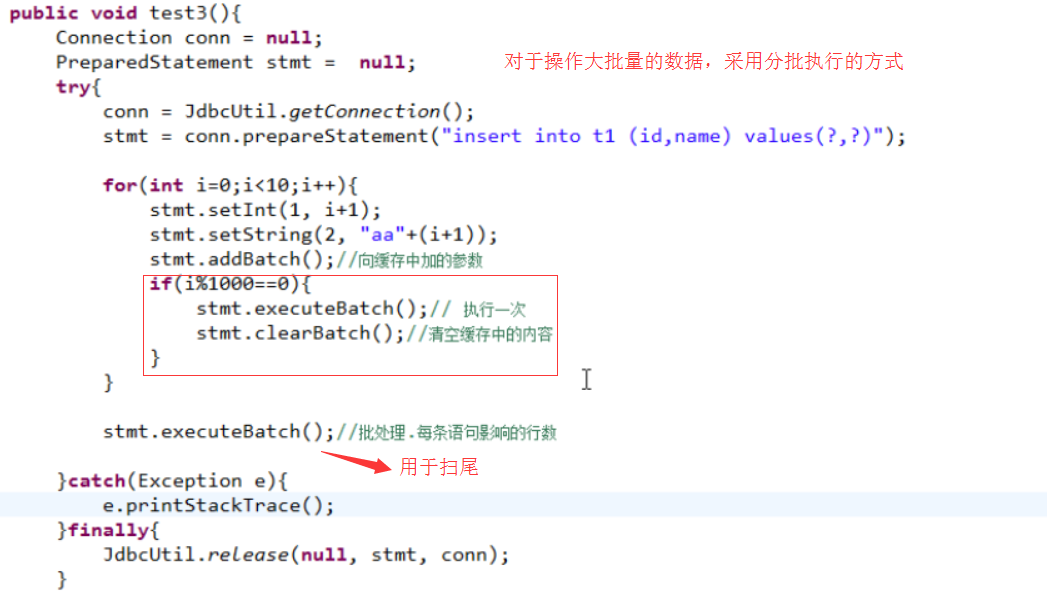 public void test3(){
Connection conn = null;
PreparedStatement stmt =  null;
对于操作大批量的数据，采用分批执行的方式
try{
conn = JdbcUtil.getConnection();
stmt = conn.prepareStatement("insert into t1 (id,name) values(?,?)");
for(int i=0;i<10;i++){
stmt.setInt(1, i+1);
stmt.setString(2, "aa"+(i+1));
stmt.addBatch();//向缓存中加的参数
if(i%1000==0){
stmt.executeBatch();// 执行一次
stmt.clearBatch();//清空缓存中的内容
}
}
stmt.executeBatch();//批处理.每条语句影响的行数
用于扫尾
}catch(Exception e){
e.printStackTrace();
}finally{
JdbcUtil.release(null, stmt, conn);
}